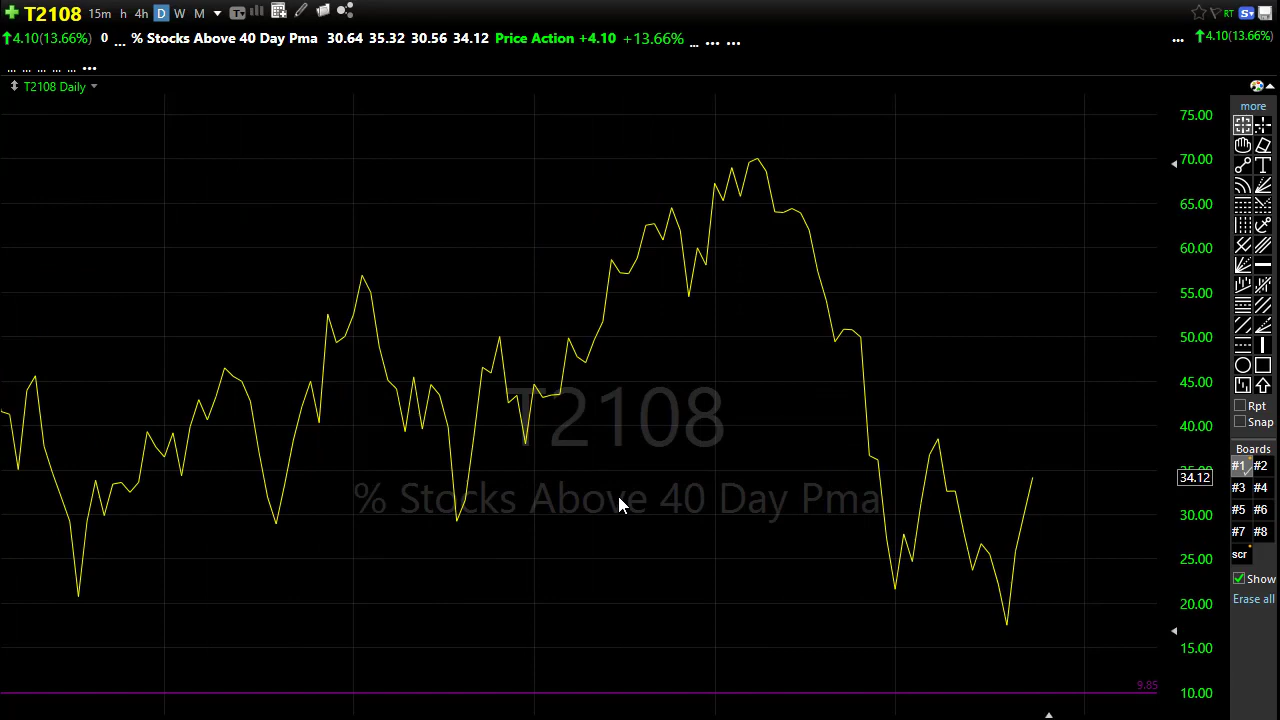 T2108 15m h 4h D W M T RT S
4.10(13.66%) 0 ... % Stocks Above 40 Day Pma 30.64 35.32 30.56 34.12 Price Action +4.10 +13.66% ... ... ... ... 4.10(13.66%)
... ... ... ... ... ...
T2108 Daily
more
75.00
70.00
65.00
60.00
55.00
50.00
45.00
40.00
35.00
34.12
30.00
25.00
20.00
15.00
10.00
9.85
T2108
% Stocks Above 40 Day Pma
T
Rpt
Snap
Boards
#1 #2
#3 #4
#5 #6
#7 #8
scr
Show
Erase all